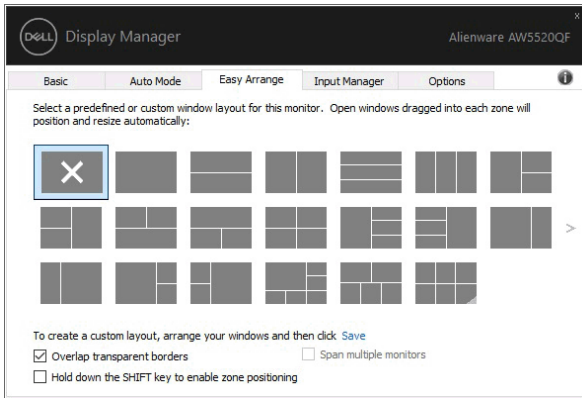 DELL Display Manager
Alienware AW5520QF
Basic Auto Mode Easy Arrange Input Manager Options
Select a predefined or custom window layout for this monitor. Open windows dragged into each zone will
position and resize automatically:
To create a custom layout, arrange your windows and then click Save
Overlap transparent borders Span multiple monitors
Hold down the SHIFT key to enable zone positioning